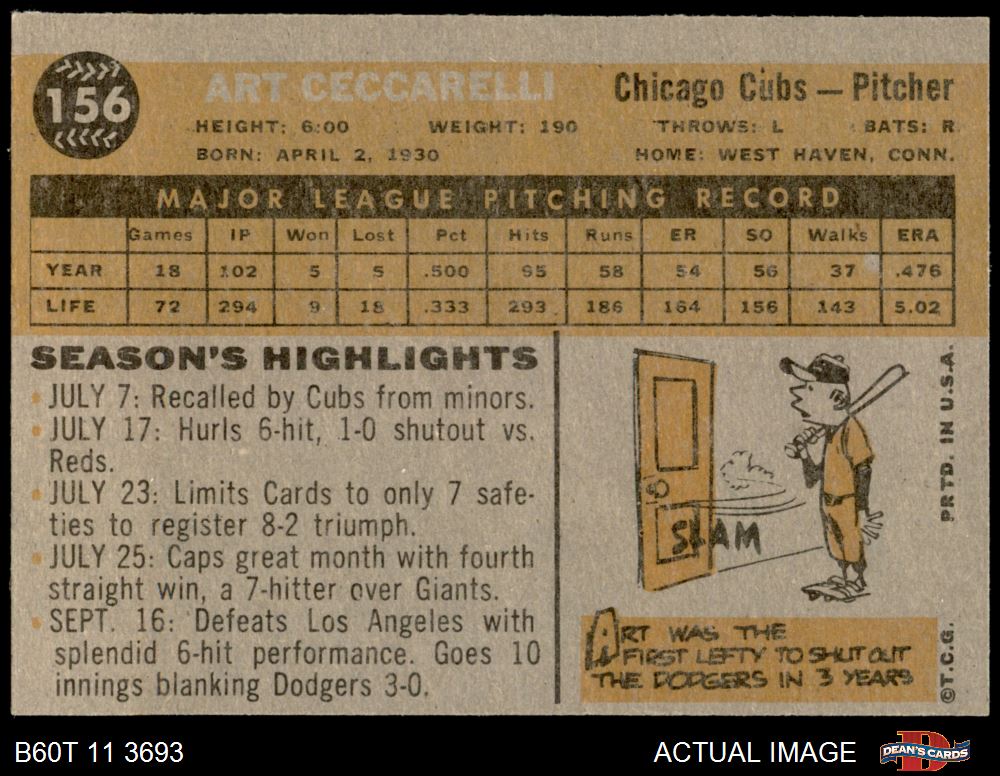 156
ART CECCARELLI
Chicago Cubs — Pitcher
HEIGHT: 6:00 WEIGHT: 190 THROWS: L BATS: R
BORN: APRIL 2, 1930 HOME: WEST HAVEN, CONN.
MAJOR LEAGUE PITCHING RECORD
Games IP Won Lost Pct Hits Runs ER SO Walks ERA
YEAR 18 102 5 5 .500 95 58 54 56 37 .476
LIFE 72 294 9 18 .333 293 186 164 156 143 5.02
SEASON'S HIGHLIGHTS
• JULY 7: Recalled by Cubs from minors.
• JULY 17: Hurls 6-hit, 1-0 shutout vs.
Reds.
• JULY 23: Limits Cards to only 7 safe-
ties to register 8-2 triumph.
• JULY 25: Caps great month with fourth
straight win, a 7-hitter over Giants.
• SEPT. 16: Defeats Los Angeles with
splendid 6-hit performance. Goes 10
innings blanking Dodgers 3-0.
SLAM
ART WAS THE
FIRST LEFTY TO SHUT OUT
THE DODGERS IN 3 YEARS
PRTD. IN U.S.A.
©T.C.G.
B60T 11 3693
ACTUAL IMAGE
DEAN'S CARDS